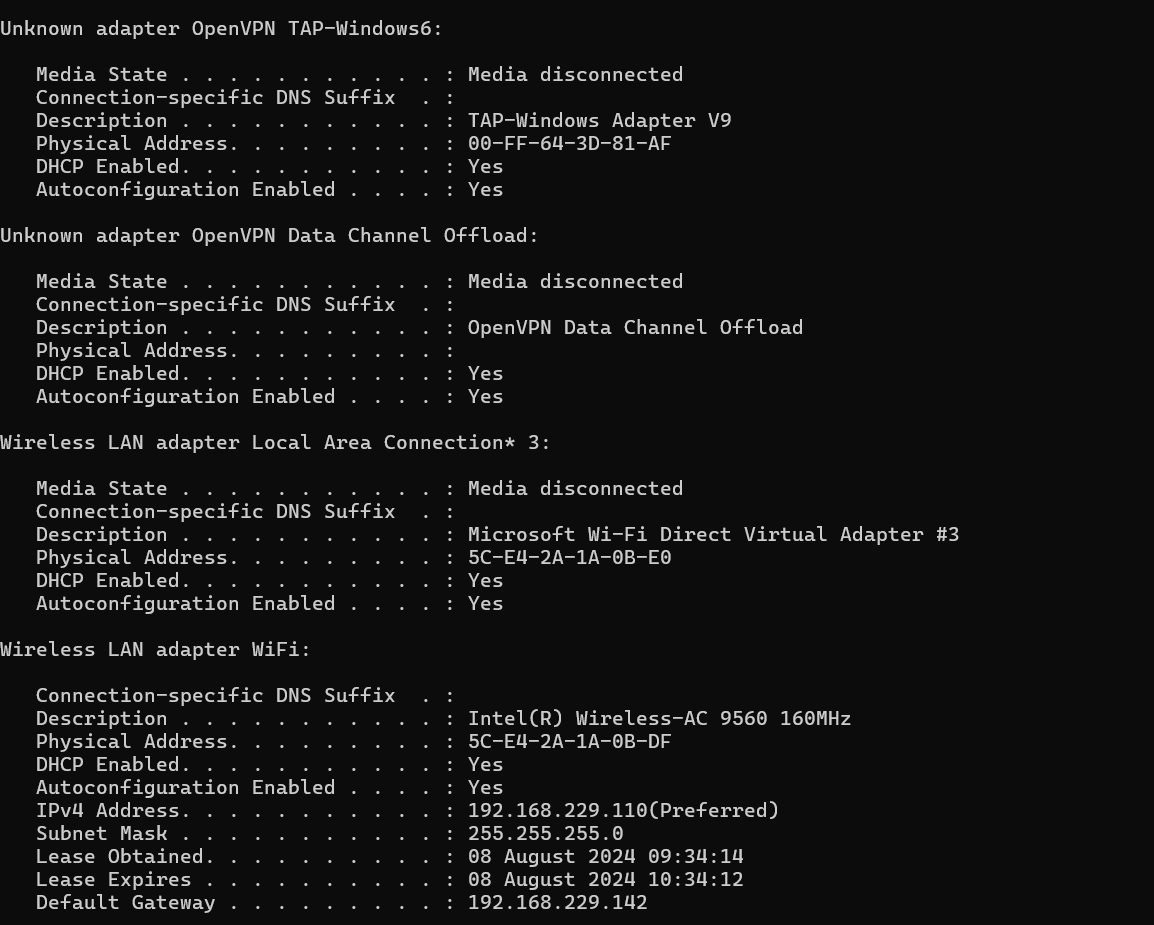 Unknown adapter OpenVPN TAP-Windows6:
   Media State . . . . . . . . . . . : Media disconnected
   Connection-specific DNS Suffix  . :
   Description . . . . . . . . . . . : TAP-Windows Adapter V9
   Physical Address. . . . . . . . . : 00-FF-64-3D-81-AF
   DHCP Enabled. . . . . . . . . . . : Yes
   Autoconfiguration Enabled . . . . : Yes
Unknown adapter OpenVPN Data Channel Offload:
   Media State . . . . . . . . . . . : Media disconnected
   Connection-specific DNS Suffix  . :
   Description . . . . . . . . . . . : OpenVPN Data Channel Offload
   Physical Address. . . . . . . . . :
   DHCP Enabled. . . . . . . . . . . : Yes
   Autoconfiguration Enabled . . . . : Yes
Wireless LAN adapter Local Area Connection* 3:
   Media State . . . . . . . . . . . : Media disconnected
   Connection-specific DNS Suffix  . :
   Description . . . . . . . . . . . : Microsoft Wi-Fi Direct Virtual Adapter #3
   Physical Address. . . . . . . . . : 5C-E4-2A-1A-0B-E0
   DHCP Enabled. . . . . . . . . . . : Yes
   Autoconfiguration Enabled . . . . : Yes
Wireless LAN adapter WiFi:
   Connection-specific DNS Suffix  . :
   Description . . . . . . . . . . . : Intel(R) Wireless-AC 9560 160MHz
   Physical Address. . . . . . . . . : 5C-E4-2A-1A-0B-DF
   DHCP Enabled. . . . . . . . . . . : Yes
   Autoconfiguration Enabled . . . . : Yes
   IPv4 Address. . . . . . . . . . . : 192.168.229.110(Preferred)
   Subnet Mask . . . . . . . . . . . : 255.255.255.0
   Lease Obtained. . . . . . . . . . : 08 August 2024 09:34:14
   Lease Expires . . . . . . . . . . : 08 August 2024 10:34:12
   Default Gateway . . . . . . . . . : 192.168.229.142